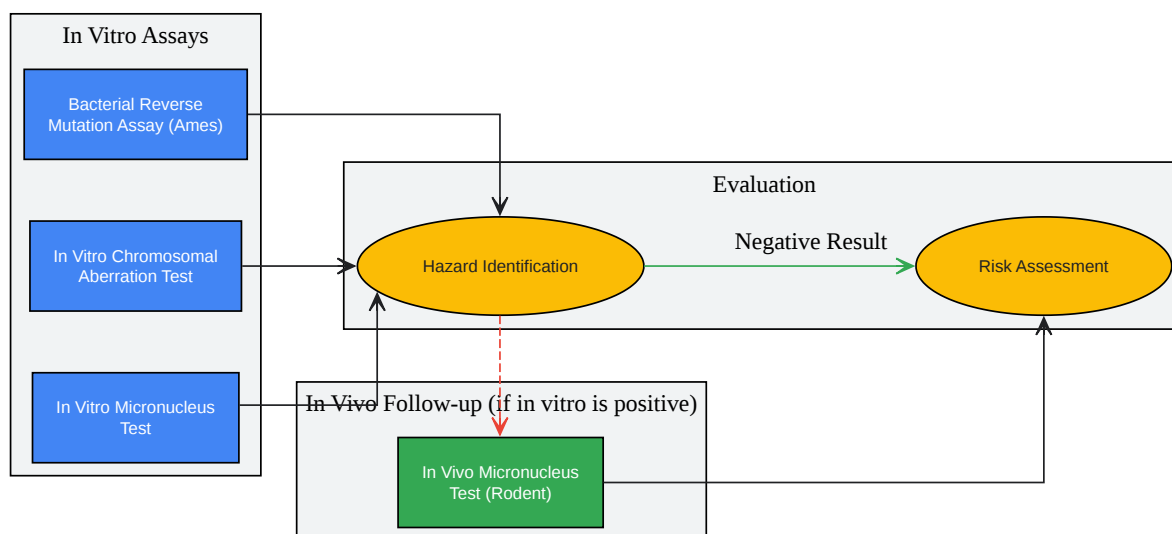 In Vitro Assays
Bacterial Reverse
Mutation Assay (Ames)
In Vitro Chromosomal
Aberration Test
In Vitro Micronucleus
Test
Evaluation
Hazard Identification
Negative Result
Risk Assessment
In Vivo Follow-up (if in vitro is positive)
In Vivo Micronucleus
Test (Rodent)